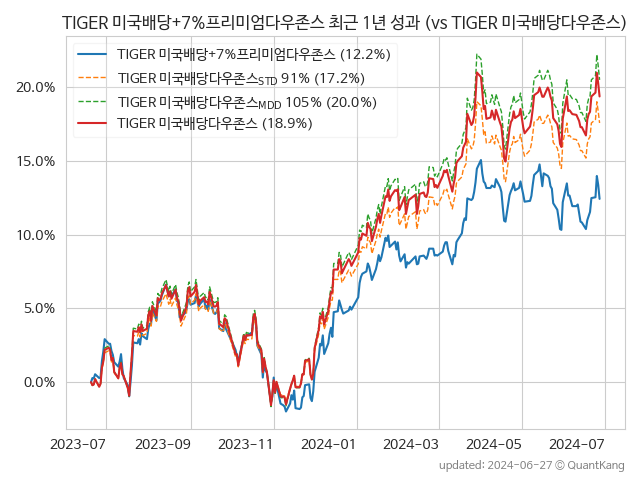 TIGER 미국배당+7%프리미엄다우존스 최근 1년 성과 (vs TIGER 미국배당다우존스)
TIGER 미국배당+7%프리미엄다우존스 (12.2%)
TIGER 미국배당다우존스STD 91% (17.2%)
TIGER 미국배당다우존스MDD 105% (20.0%)
TIGER 미국배당다우존스 (18.9%)
20.0%
15.0%
10.0%
5.0%
0.0%
2023-07 2023-09 2023-11 2024-01 2024-03 2024-05 2024-07
updated: 2024-06-27 © QuantKang